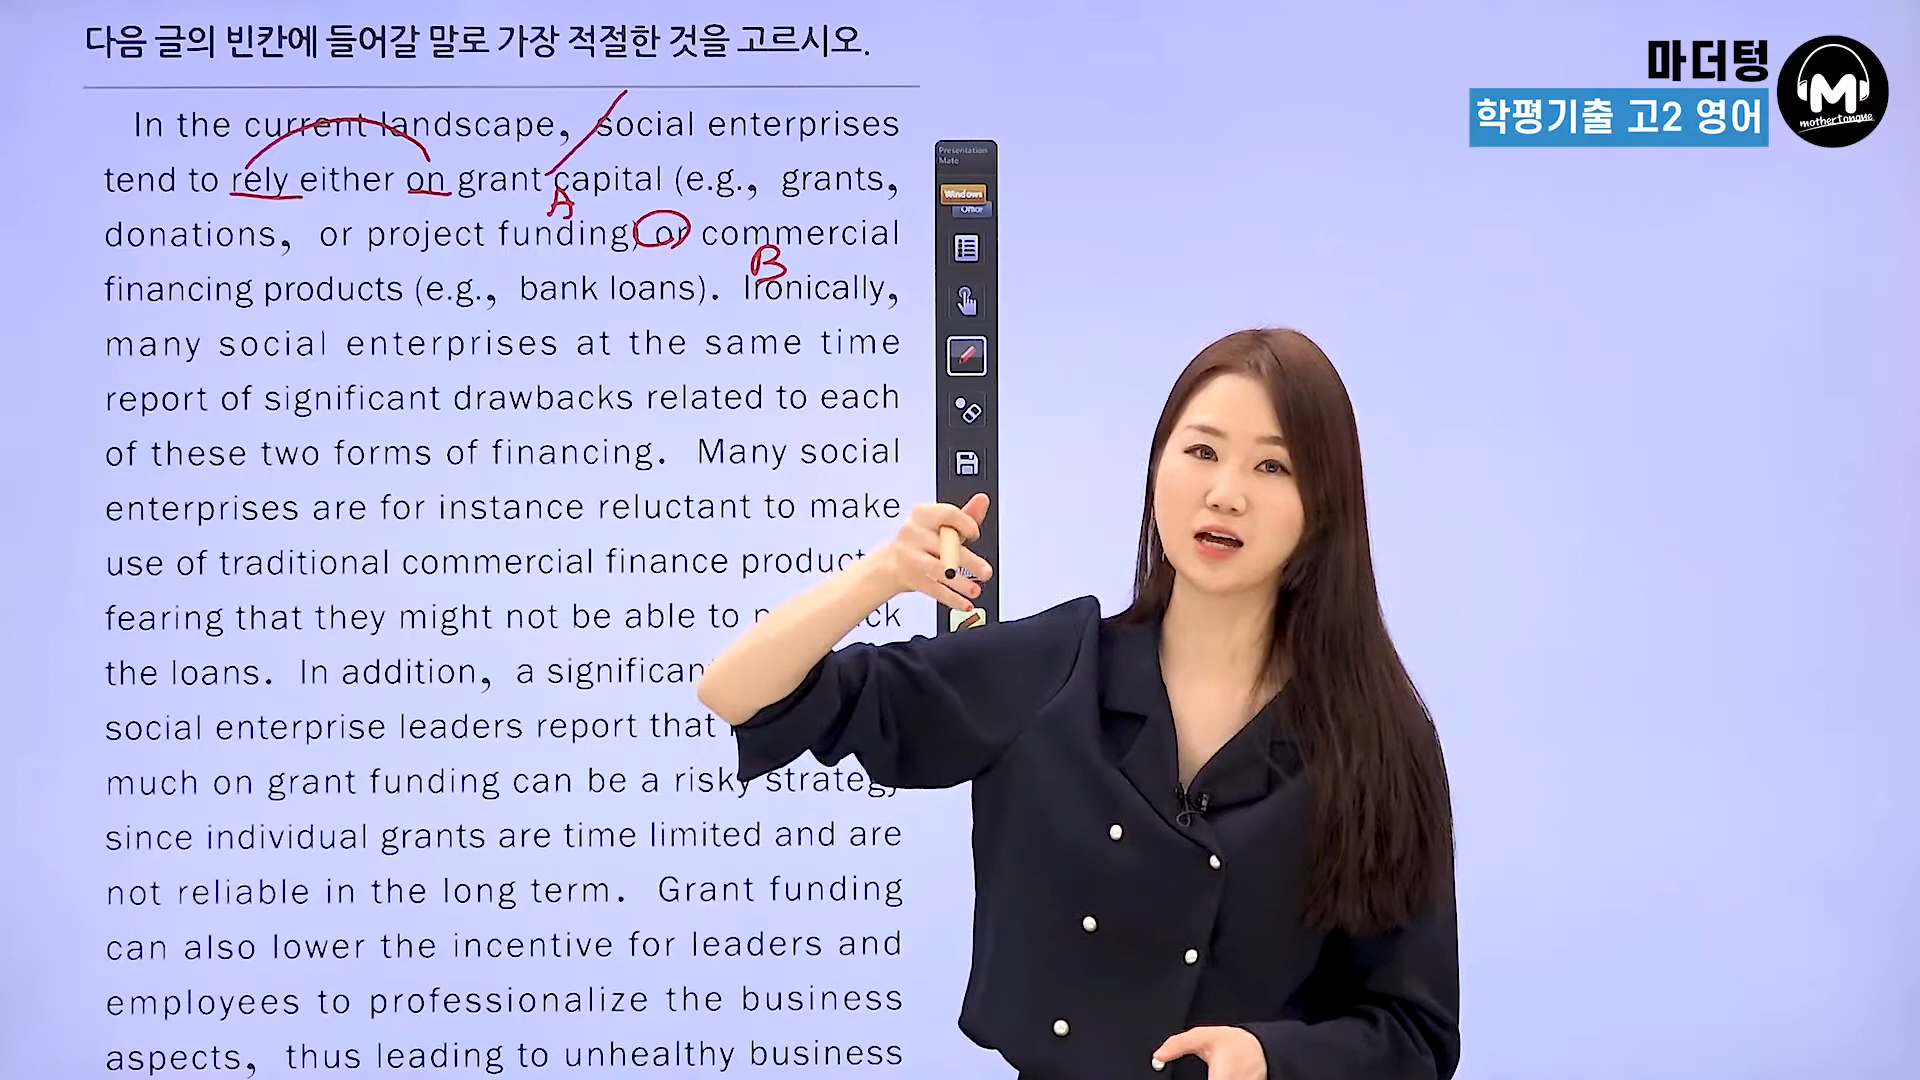 다음 글의 빈칸에 들어갈 말로 가장 적절한 것을 고르시오.
In the current landscape, social enterprises
tend to rely either on grant capital (e.g., grants,
A
donations, or project funding) or commercial
B
financing products (e.g., bank loans). Ironically,
many social enterprises at the same time
report of significant drawbacks related to each
of these two forms of financing. Many social
enterprises are for instance reluctant to make
use of traditional commercial finance
fearing that they might not be able to
the loans. In addition, a
social enterprise leaders report that
much on grant funding can be a risky strategy
since individual grants are time limited and are
not reliable in the long term. Grant funding
can also lower the incentive for leaders and
employees to professionalize the business
aspects, thus leading to unhealthy business
Presentation
Mate
Windows
Office
마더텅
학평기출 고2 영어
M
mothertongue